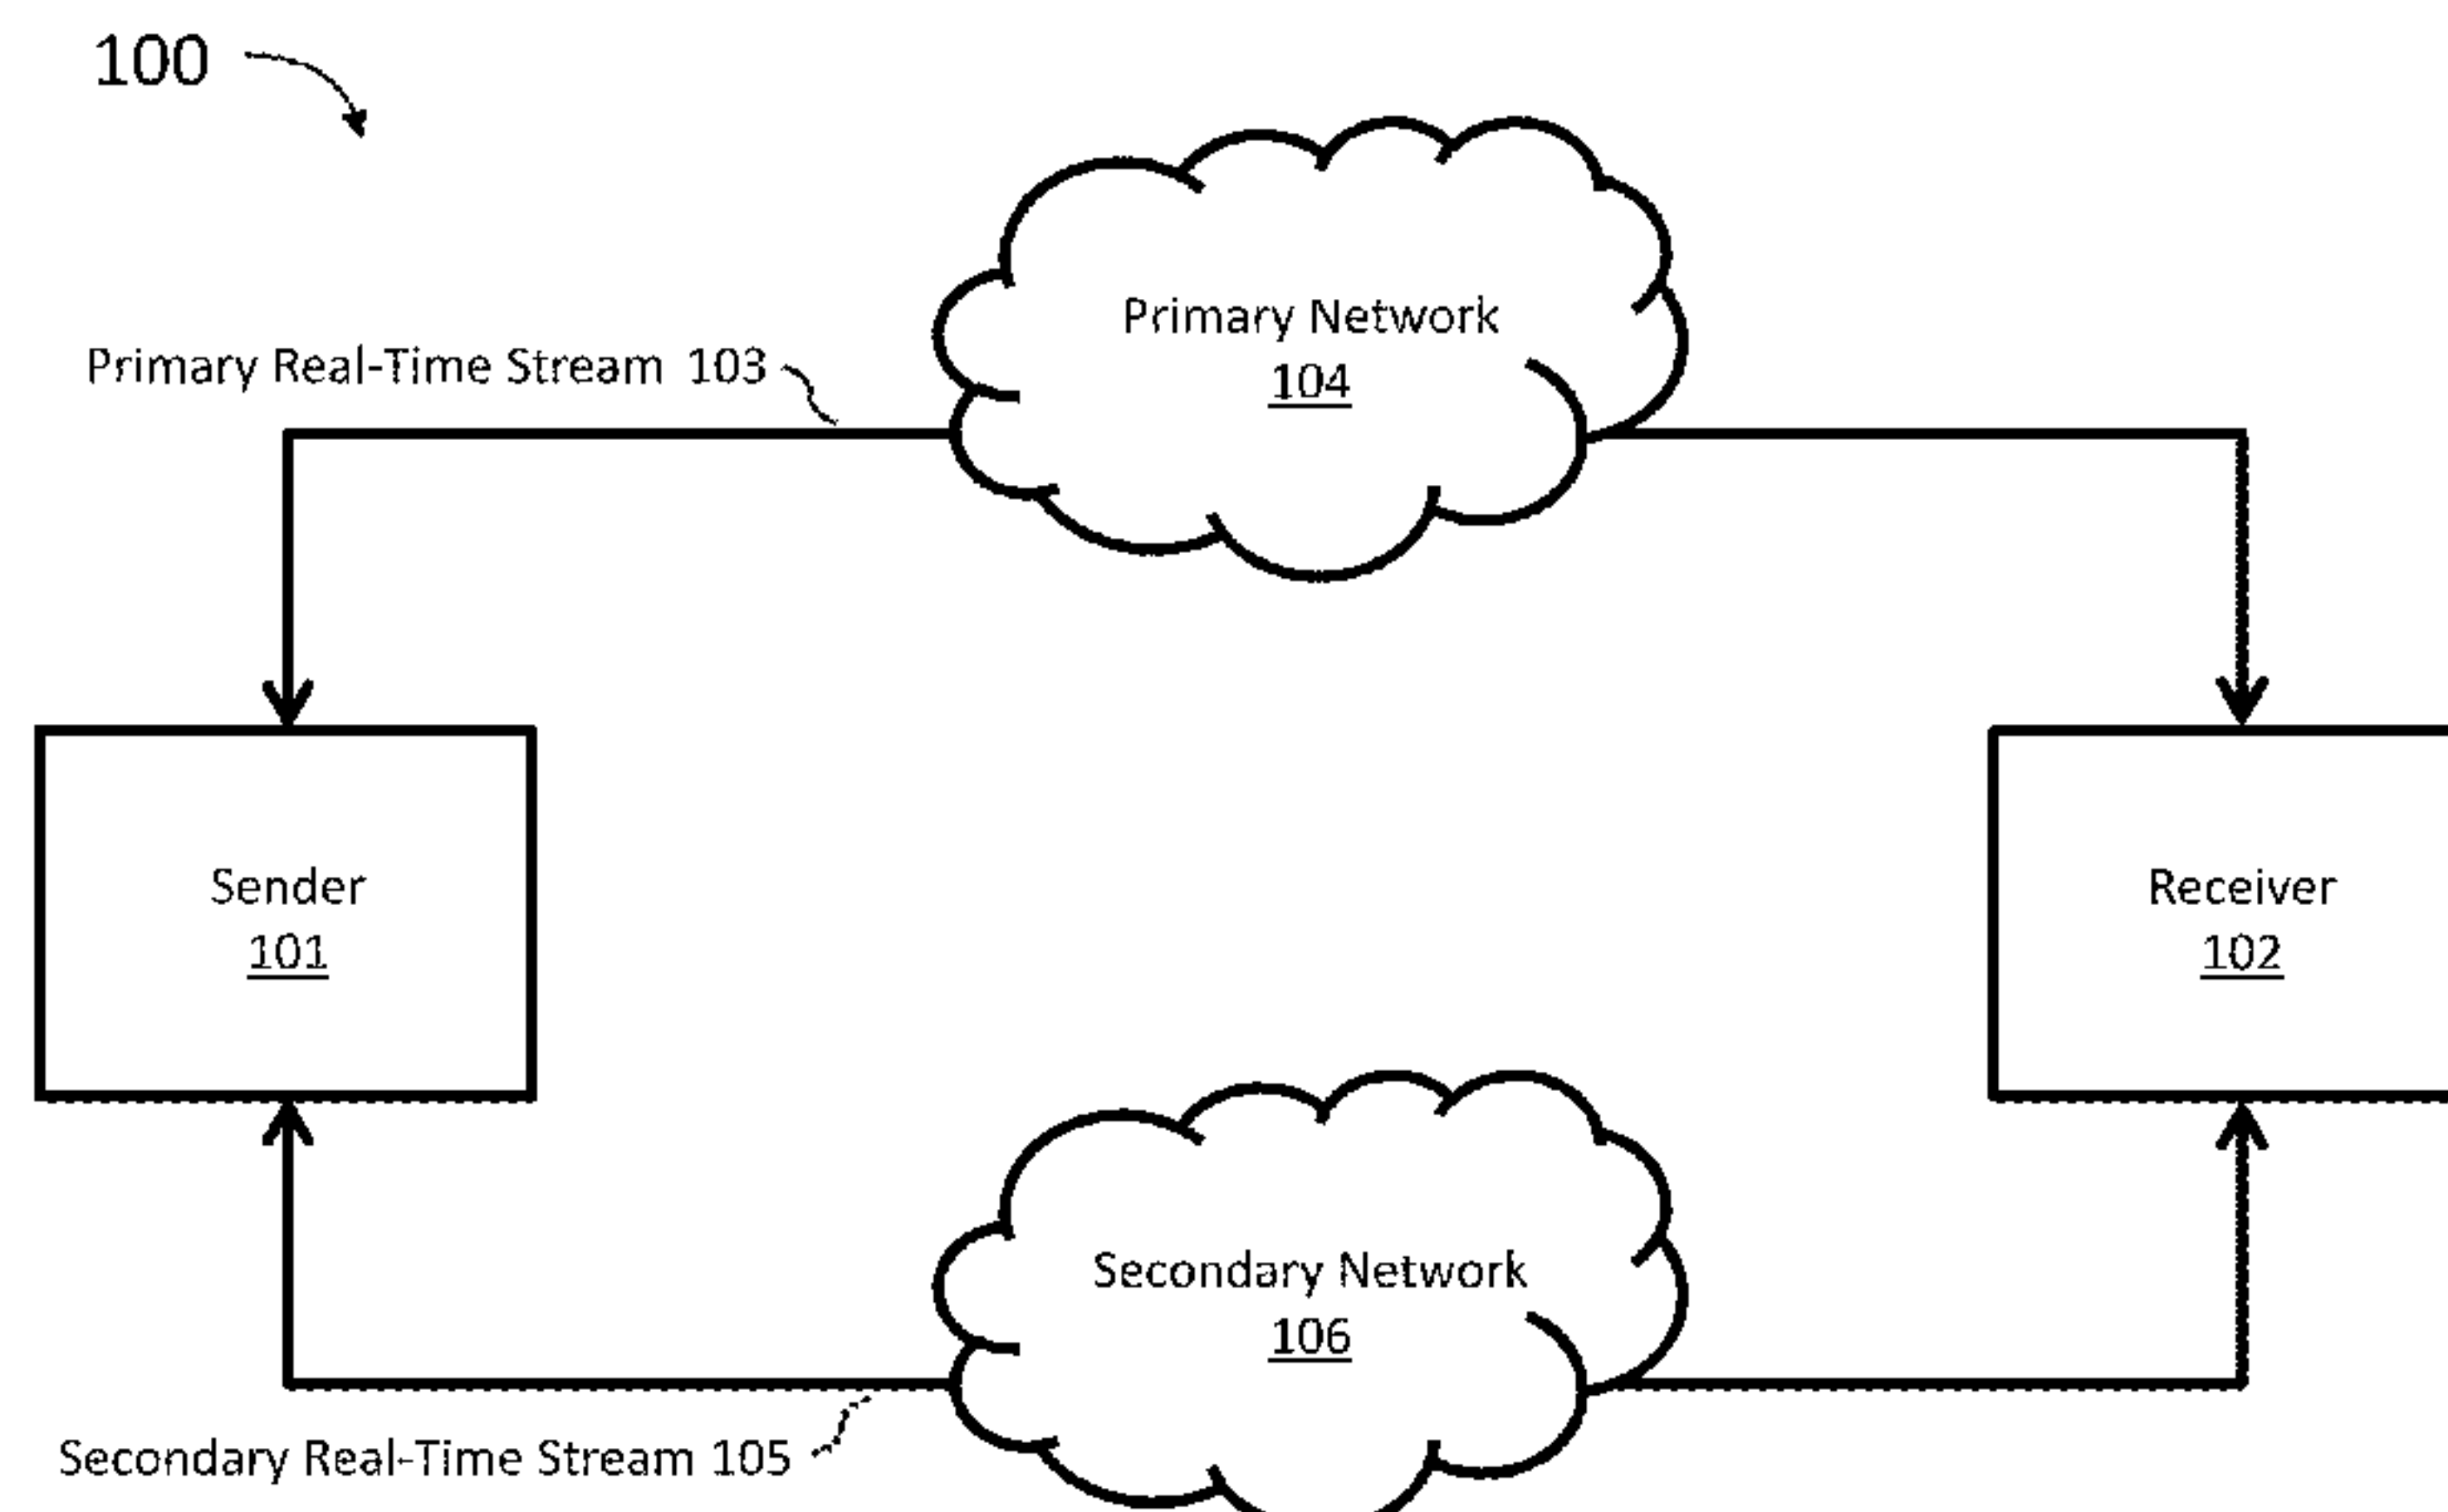 100
Primary Network
104
Primary Real-Time Stream 103
Sender
101
Receiver
102
Secondary Network
106
Secondary Real-Time Stream 105